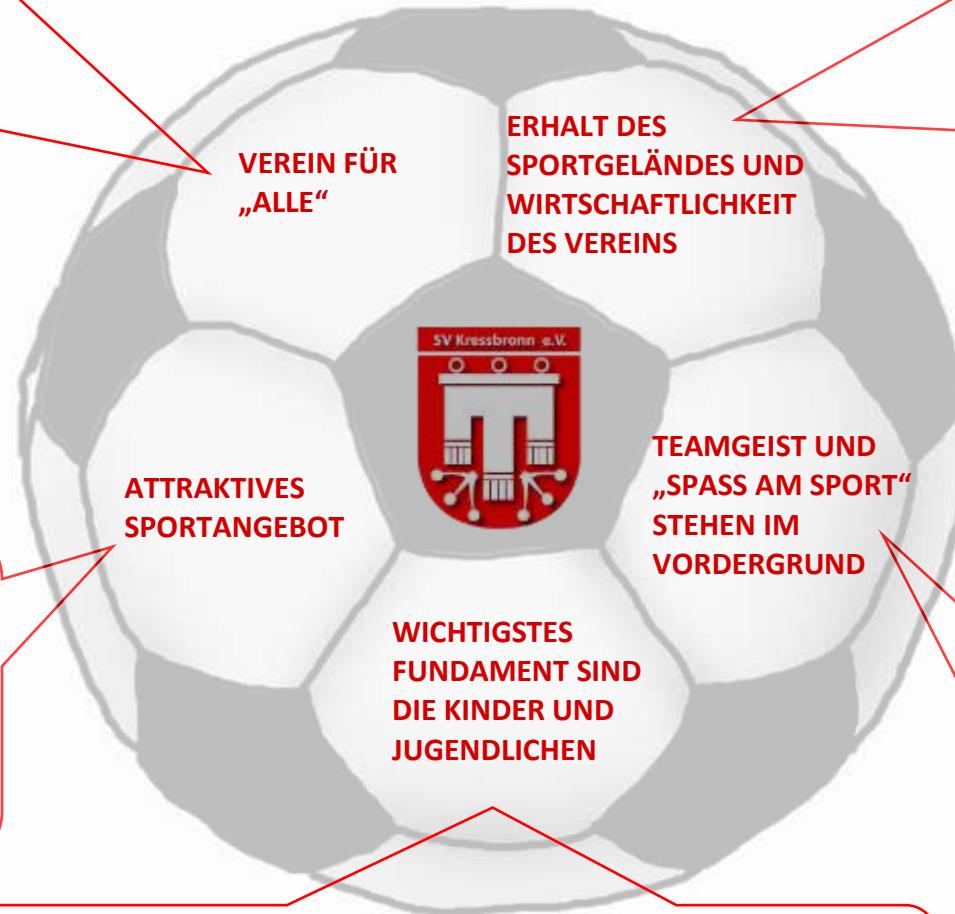 VEREIN FÜR
„ALLE“
ERHALT DES
SPORTGELÄNDES UND
WIRTSCHAFTLICHKEIT
DES VEREINS
SV Kressbronn e.V.
ATTRAKTIVES
SPORTANGEBOT
TEAMGEIST UND
„SPASS AM SPORT“
STEHEN IM
VORDERGRUND
WICHTIGSTES
FUNDAMENT SIND
DIE KINDER UND
JUGENDLICHEN